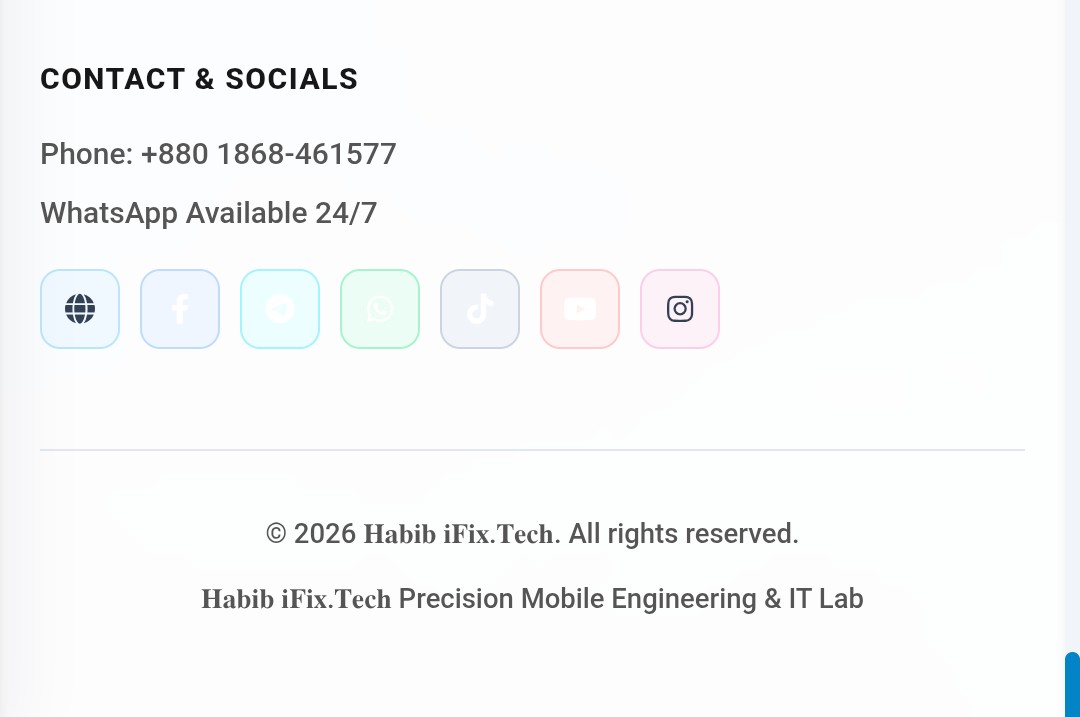 CONTACT & SOCIALS
Phone: +880 1868-461577
WhatsApp Available 24/7
© 2026 Habib iFix.Tech. All rights reserved.
Habib iFix.Tech Precision Mobile Engineering & IT Lab